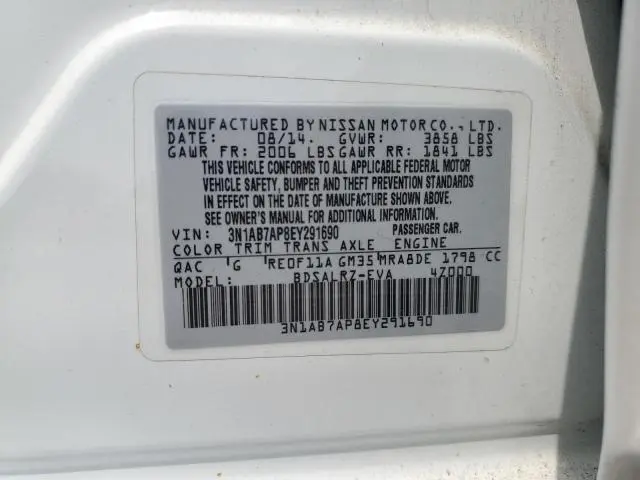 MANUFACTURED BY NISSAN MOTOR CO., LTD.
DATE: 08/14. GVWR: 3858 LBS
GAWR FR: 2006 LBS GAWR RR: 1841 LBS
THIS VEHICLE CONFORMS TO ALL APPLICABLE FEDERAL MOTOR
VEHICLE SAFETY, BUMPER AND THEFT PREVENTION STANDARDS
IN EFFECT ON THE DATE OF MANUFACTURE SHOWN ABOVE.
SEE OWNER'S MANUAL FOR ADDITIONAL INFORMATION.
VIN: 3N1AB7AP8EY291690 PASSENGER CAR.
COLOR TRIM TRANS AXLE ENGINE
QAC G RE0F11A GM35 MRA8DE 1798 CC
MODEL: BDSALRZ-EVA 4Z000
3N1AB7AP8EY291690